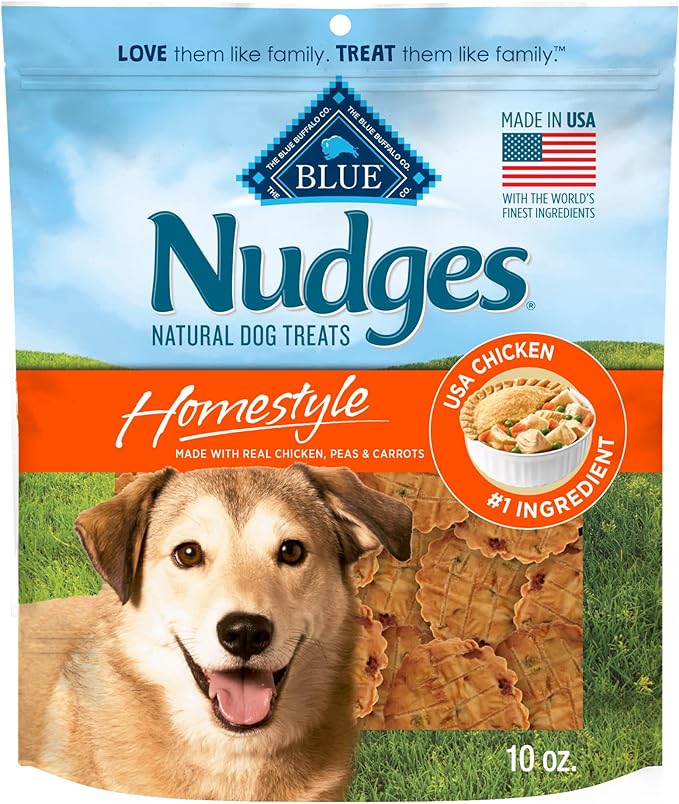 LOVE them like family. TREAT them like family.™
THE BLUE BUFFALO CO.
THE BLUE BUFFALO CO.
THE
CO.
BLUE
MADE IN USA
WITH THE WORLD'S
FINEST INGREDIENTS
Nudges®
NATURAL DOG TREATS
Homestyle
MADE WITH REAL CHICKEN, PEAS & CARROTS
USA CHICKEN
#1 INGREDIENT
10 oz.